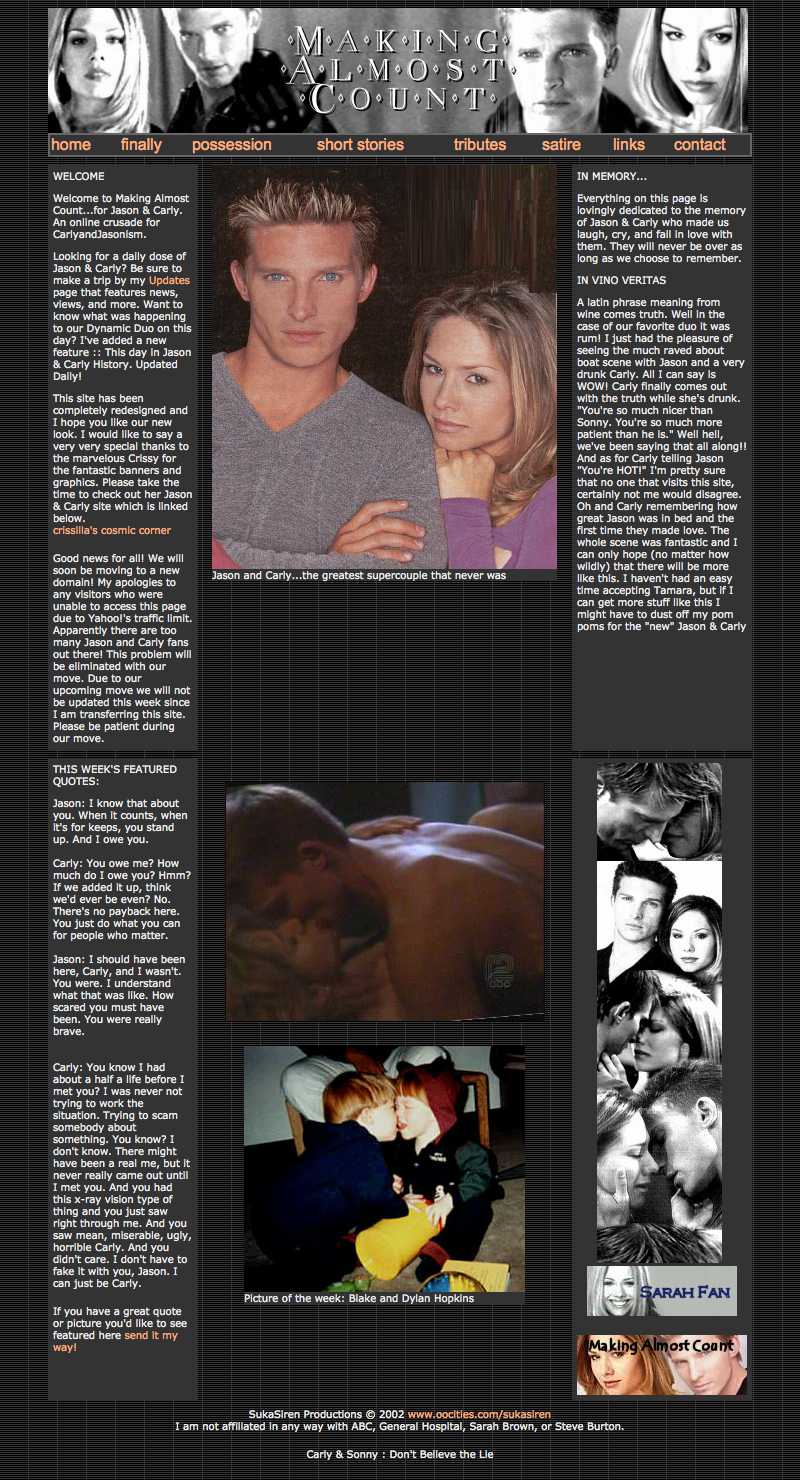 MAKING
ALMOST
COUNT
home finally possession short stories tributes satire links contact
WELCOME
Welcome to Making Almost
Count...for Jason & Carly.
An online crusade for
CarlyandJasonism.
Looking for a daily dose of
Jason & Carly? Be sure to
make a trip by my Updates
page that features news,
views, and more. Want to
know what was happening
to our Dynamic Duo on this
day? I've added a new
feature :: This day in Jason
& Carly History. Updated
Daily!
This site has been
completely redesigned and
I hope you like our new
look. I would like to say a
very very special thanks to
the marvelous Crissy for
the fantastic banners and
graphics. Please take the
time to check out her Jason
& Carly site which is linked
below.
crissilla's cosmic corner
Good news for all! We will
soon be moving to a new
domain! My apologies to
any visitors who were
unable to access this page
due to Yahoo!'s traffic limit.
Apparently there are too
many Jason and Carly fans
out there! This problem will
be eliminated with our
move. Due to our
upcoming move we will not
be updated this week since
I am transferring this site.
Please be patient during
our move.
Jason and Carly...the greatest supercouple that never was
IN MEMORY...
Everything on this page is
lovingly dedicated to the memory
of Jason & Carly who made us
laugh, cry, and fall in love with
them. They will never be over as
long as we choose to remember.
IN VINO VERITAS
A latin phrase meaning from
wine comes truth. Well in the
case of our favorite duo it was
rum! I just had the pleasure of
seeing the much raved about
boat scene with Jason and a very
drunk Carly. All I can say is
WOW! Carly finally comes out
with the truth while she's drunk.
"You're so much nicer than
Sonny. You're so much more
patient than he is." Well hell,
we've been saying that all along!!
And as for Carly telling Jason
"You're HOT!" I'm pretty sure
that no one that visits this site,
certainly not me would disagree.
Oh and Carly remembering how
great Jason was in bed and the
first time they made love. The
whole scene was fantastic and I
can only hope (no matter how
wildly) that there will be more
like this. I haven't had an easy
time accepting Tamara, but if I
can get more stuff like this I
might have to dust off my pom
poms for the "new" Jason & Carly
THIS WEEK'S FEATURED
QUOTES:
Jason: I know that about
you. When it counts, when
it's for keeps, you stand
up. And I owe you.
Carly: You owe me? How
much do I owe you? Hmm?
If we added it up, think
we'd ever be even? No.
There's no payback here.
You just do what you can
for people who matter.
Jason: I should have been
here, Carly, and I wasn't.
You were. I understand
what that was like. How
scared you must have
been. You were really
brave.
Carly: You know I had
about a half a life before I
met you? I was never not
trying to work the
situation. Trying to scam
somebody about
something. You know? I
don't know. There might
have been a real me, but it
never really came out until
I met you. And you had
this x-ray vision type of
thing and you just saw
right through me. And you
saw mean, miserable, ugly,
horrible Carly. And you
didn't care. I don't have to
fake it with you, Jason. I
can just be Carly.
If you have a great quote
or picture you'd like to see
featured here send it my
way!
abc
Picture of the week: Blake and Dylan Hopkins
SARAH FAN
Making Almost Count
SukaSiren Productions © 2002 www.oocities.com/sukasiren
I am not affiliated in any way with ABC, General Hospital, Sarah Brown, or Steve Burton.
Carly & Sonny : Don't Believe the Lie